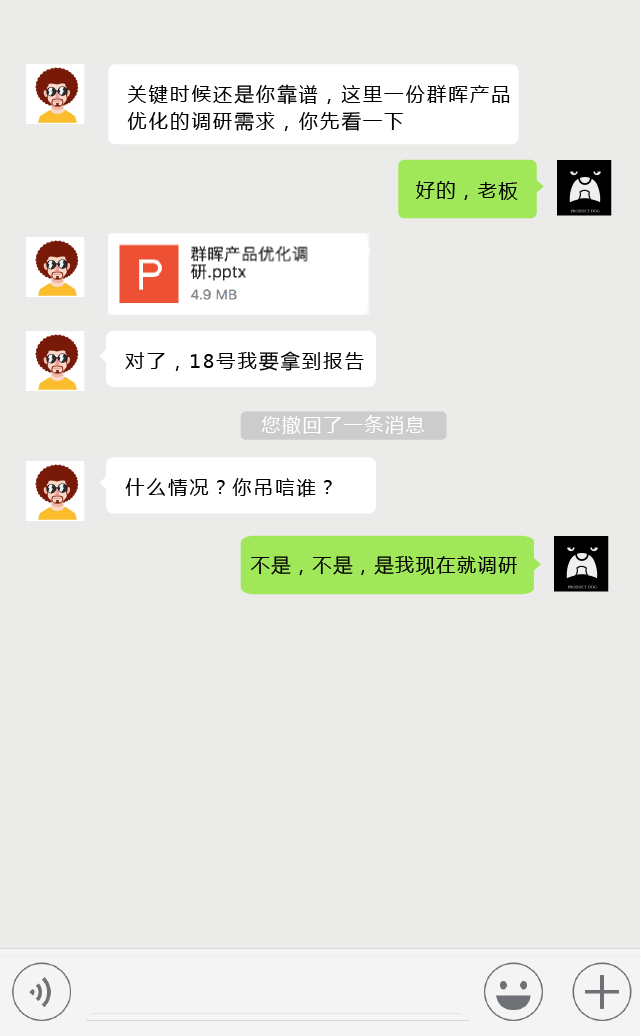 关键时候还是你靠谱，这里一份群晖产品
优化的调研需求，你先看一下
好的，老板
PRODUCT DOG
P
群晖产品优化调
研.pptx
4.9 MB
对了，18号我要拿到报告
您撤回了一条消息
什么情况？你吊唁谁？
不是，不是，是我现在就调研
PRODUCT DOG